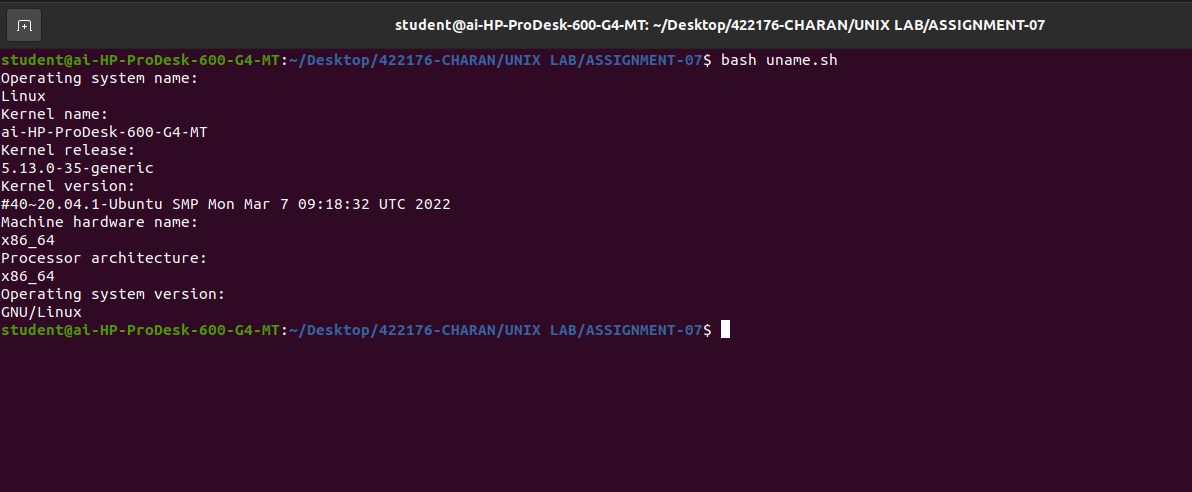 student@ai-HP-ProDesk-600-G4-MT: ~/Desktop/422176-CHARAN/UNIX LAB/ASSIGNMENT-07
student@ai-HP-ProDesk-600-G4-MT:~/Desktop/422176-CHARAN/UNIX LAB/ASSIGNMENT-07$ bash uname.sh
Operating system name:
Linux
Kernel name:
ai-HP-ProDesk-600-G4-MT
Kernel release:
5.13.0-35-generic
Kernel version:
#40~20.04.1-Ubuntu SMP Mon Mar 7 09:18:32 UTC 2022
Machine hardware name:
x86_64
Processor architecture:
x86_64
Operating system version:
GNU/Linux
student@ai-HP-ProDesk-600-G4-MT:~/Desktop/422176-CHARAN/UNIX LAB/ASSIGNMENT-07$